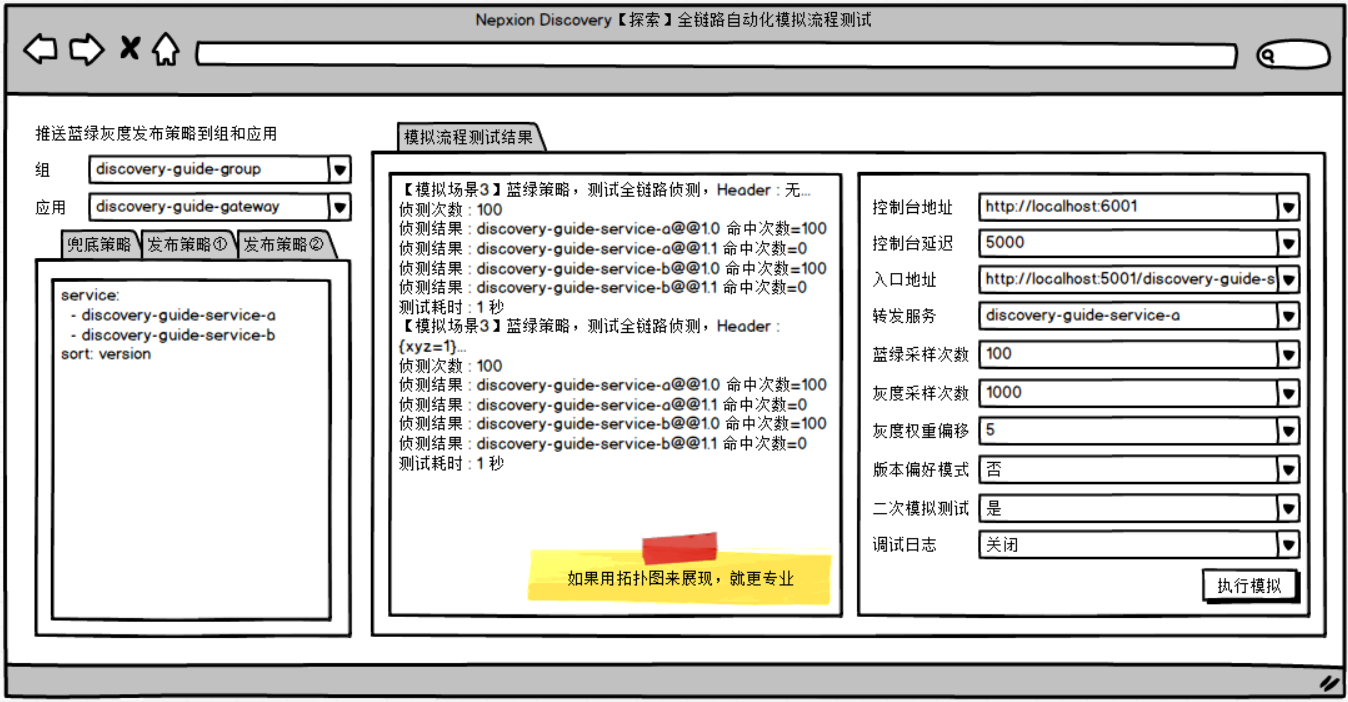 Nepxion Discovery【探索】全链路自动化模拟流程测试
推送蓝绿灰度发布策略到组和应用
组
discovery-guide-group
应用
discovery-guide-gateway
兜底策略
发布策略①
发布策略②
service:
- discovery-guide-service-a
- discovery-guide-service-b
sort: version
模拟流程测试结果
【模拟场景3】蓝绿策略，测试全链路侦测，Header : 无...
侦测次数 : 100
侦测结果 : discovery-guide-service-a@@1.0 命中次数=100
侦测结果 : discovery-guide-service-a@@1.1 命中次数=0
侦测结果 : discovery-guide-service-b@@1.0 命中次数=100
侦测结果 : discovery-guide-service-b@@1.1 命中次数=0
测试耗时 : 1 秒
【模拟场景3】蓝绿策略，测试全链路侦测，Header :
{xyz=1}...
侦测次数 : 100
侦测结果 : discovery-guide-service-a@@1.0 命中次数=100
侦测结果 : discovery-guide-service-a@@1.1 命中次数=0
侦测结果 : discovery-guide-service-b@@1.0 命中次数=100
侦测结果 : discovery-guide-service-b@@1.1 命中次数=0
测试耗时 : 1 秒
如果用拓扑图来展现，就更专业
控制台地址
http://localhost:6001
控制台延迟
5000
入口地址
http://localhost:5001/discovery-guide-s
转发服务
discovery-guide-service-a
蓝绿采样次数
100
灰度采样次数
1000
灰度权重偏移
5
版本偏好模式
否
二次模拟测试
是
调试日志
关闭
执行模拟